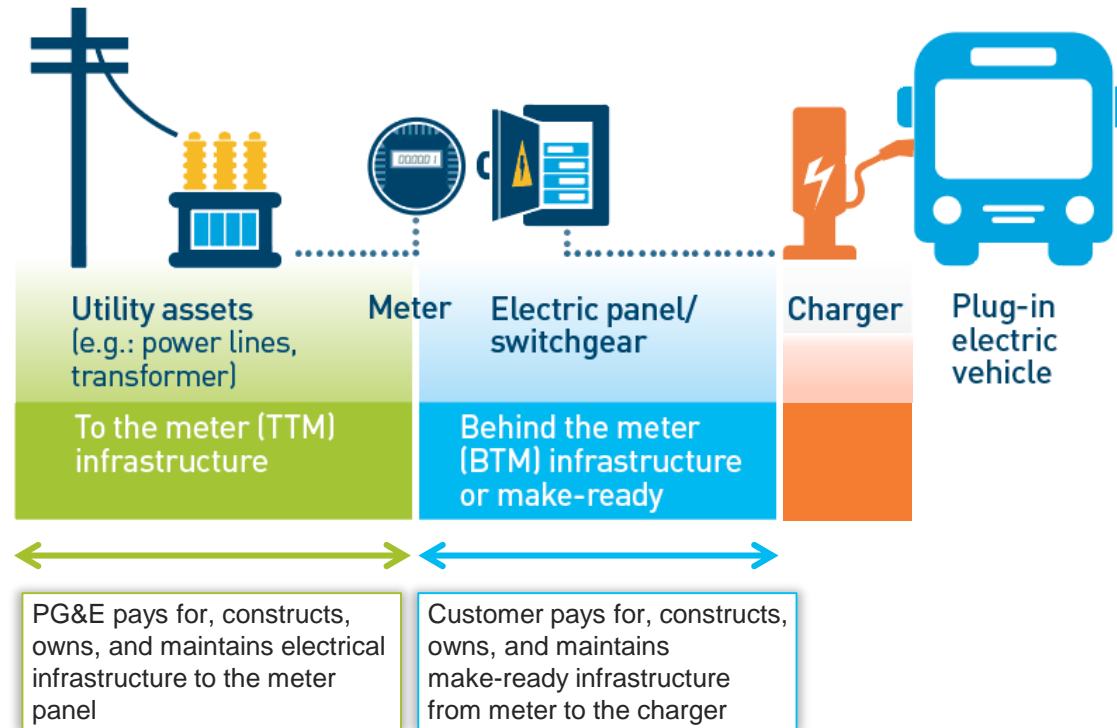 000001
Utility assets
(e.g.: power lines,
transformer)
Meter
Electric panel/
switchgear
Charger
Plug-in
electric
vehicle
To the meter (TTM)
infrastructure
Behind the meter
(BTM) infrastructure
or make-ready
PG&E pays for, constructs,
owns, and maintains electrical
infrastructure to the meter
panel
Customer pays for, constructs,
owns, and maintains
make-ready infrastructure
from meter to the charger